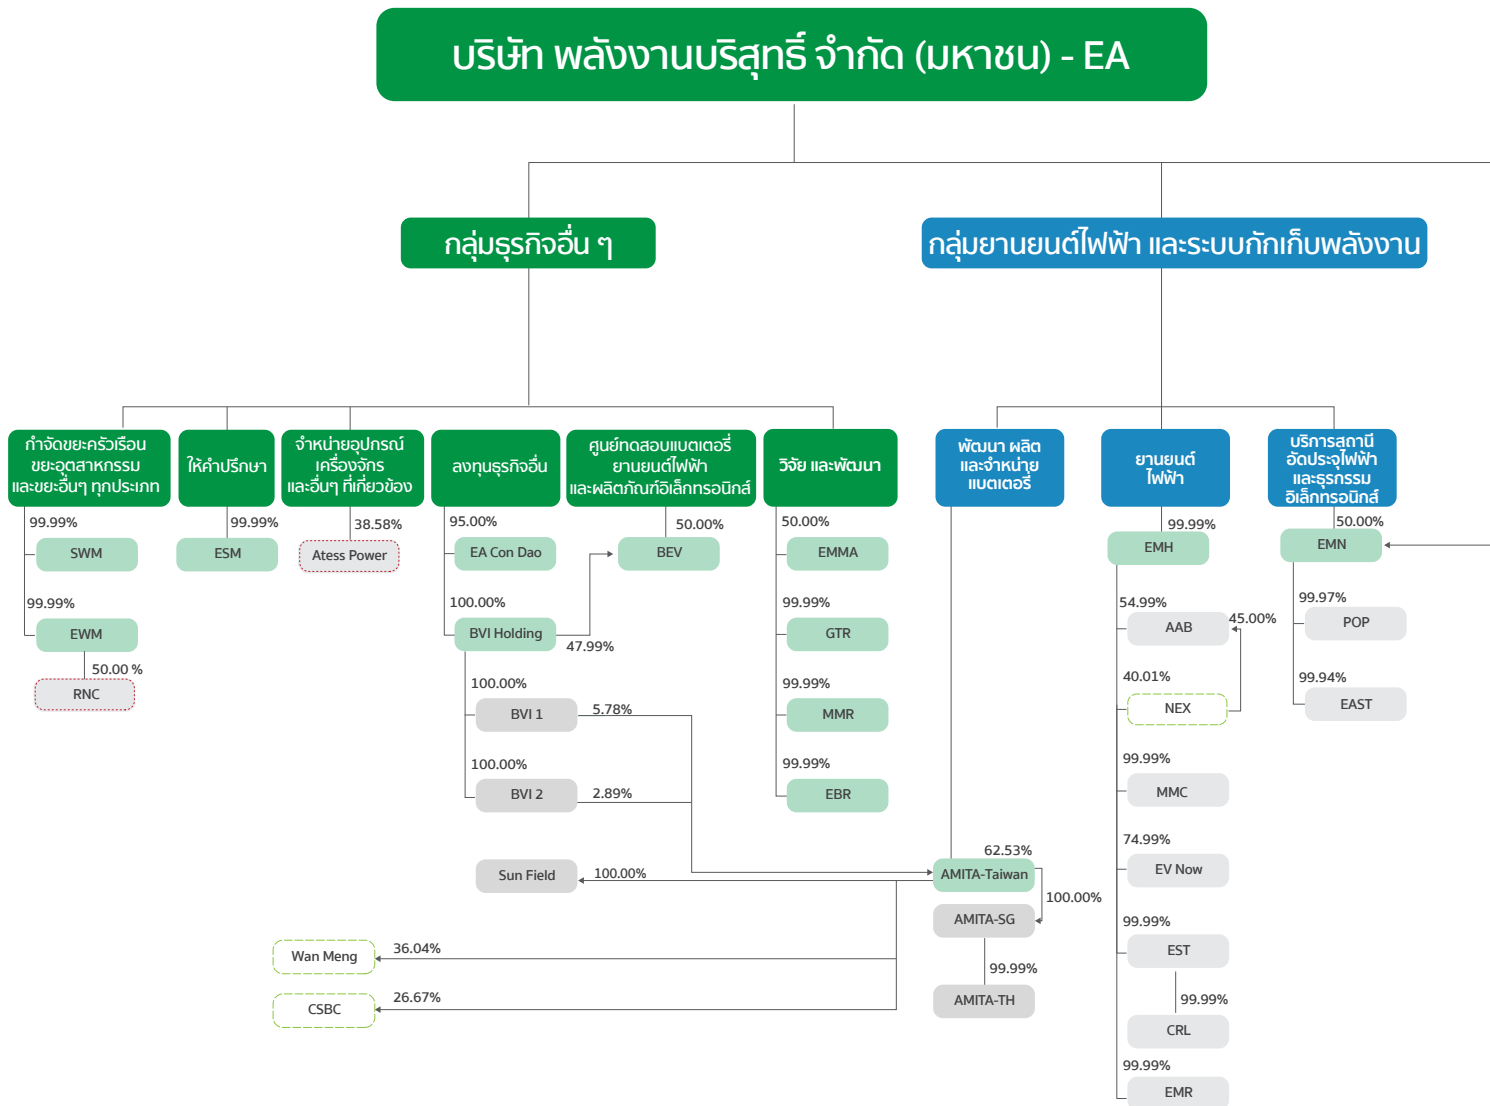 บริษัท พลังงานบริสุทธิ์ จำกัด (มหาชน) - EA
กลุ่มธุรกิจอื่น ๆ
กลุ่มยานยนต์ไฟฟ้า และระบบกักเก็บพลังงาน
กำจัดขยะครัวเรือน
ขยะอุตสาหกรรม
และขยะอื่นๆ ทุกประเภท
99.99%
SWM
99.99%
EWM
50.00 %
RNC
ให้คำปรึกษา
99.99%
ESM
จำหน่ายอุปกรณ์
เครื่องจักร
และอื่นๆ ที่เกี่ยวข้อง
38.58%
Atess Power
ลงทุนธุรกิจอื่น
95.00%
EA Con Dao
100.00%
BVI Holding
47.99%
100.00%
BVI 1
5.78%
100.00%
BVI 2
2.89%
Sun Field
100.00%
Wan Meng
36.04%
CSBC
26.67%
ศูนย์ทดสอบแบตเตอรี่
ยานยนต์ไฟฟ้า
และผลิตภัณฑ์อิเล็กทรอนิกส์
50.00%
BEV
วิจัย และพัฒนา
50.00%
EMMA
99.99%
GTR
99.99%
MMR
99.99%
EBR
พัฒนา ผลิต
และจำหน่าย
แบตเตอรี่
62.53%
AMITA-Taiwan
100.00%
AMITA-SG
99.99%
AMITA-TH
ยานยนต์
ไฟฟ้า
99.99%
EMH
54.99%
AAB
45.00%
40.01%
NEX
99.99%
MMC
74.99%
EV Now
99.99%
EST
99.99%
CRL
99.99%
EMR
บริการสถานี
อัดประจุไฟฟ้า
และธุรกรรม
อิเล็กทรอนิกส์
50.00%
EMN
99.97%
POP
99.94%
EAST